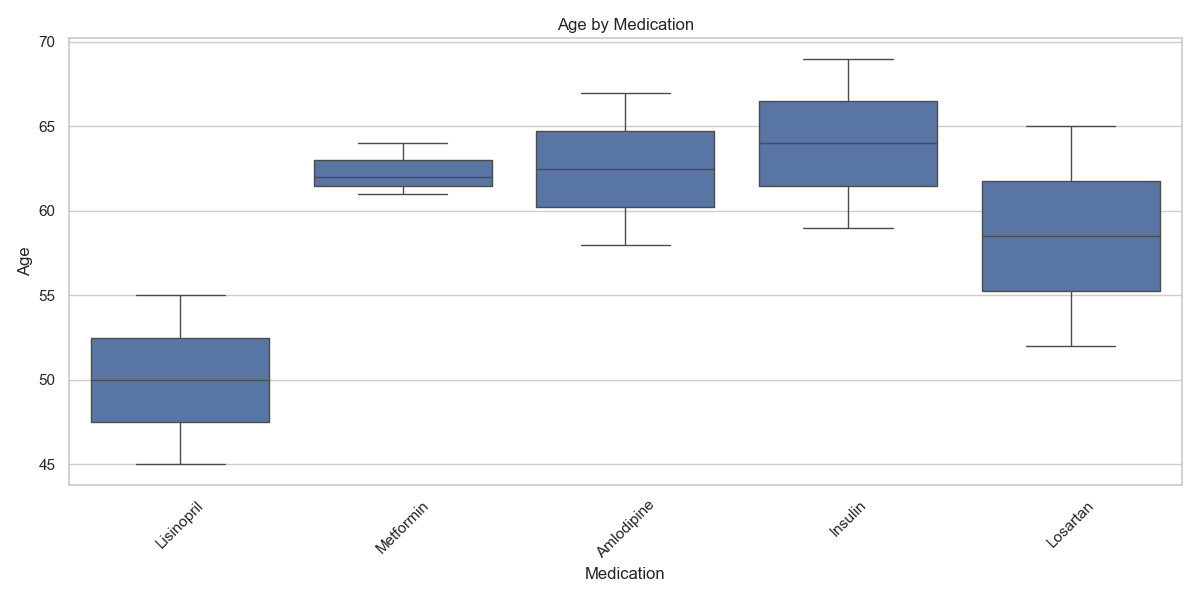 Age by Medication
Age
70
65
60
55
50
45
Lisinopril
Metformin
Amlodipine
Insulin
Losartan
Medication